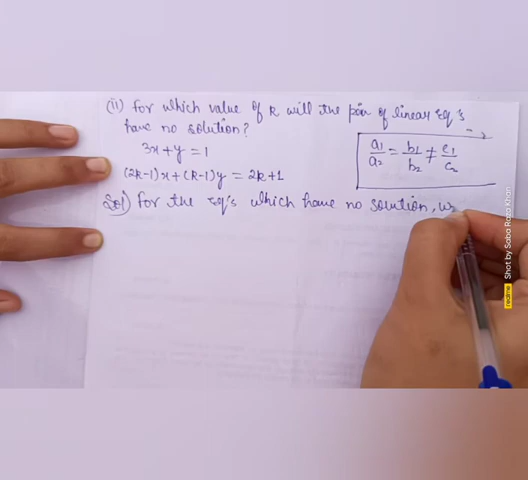 (ii) For which value of k will the pair of linear Eq's
have no solution?
3x+y=1
(2k-1)x+(k-1)y = 2k+1
a1/a2 = b1/b2 ≠ c1/c2
Sol) For the Eq's which have no solution, w
realme Shot by Saba Raza Khan